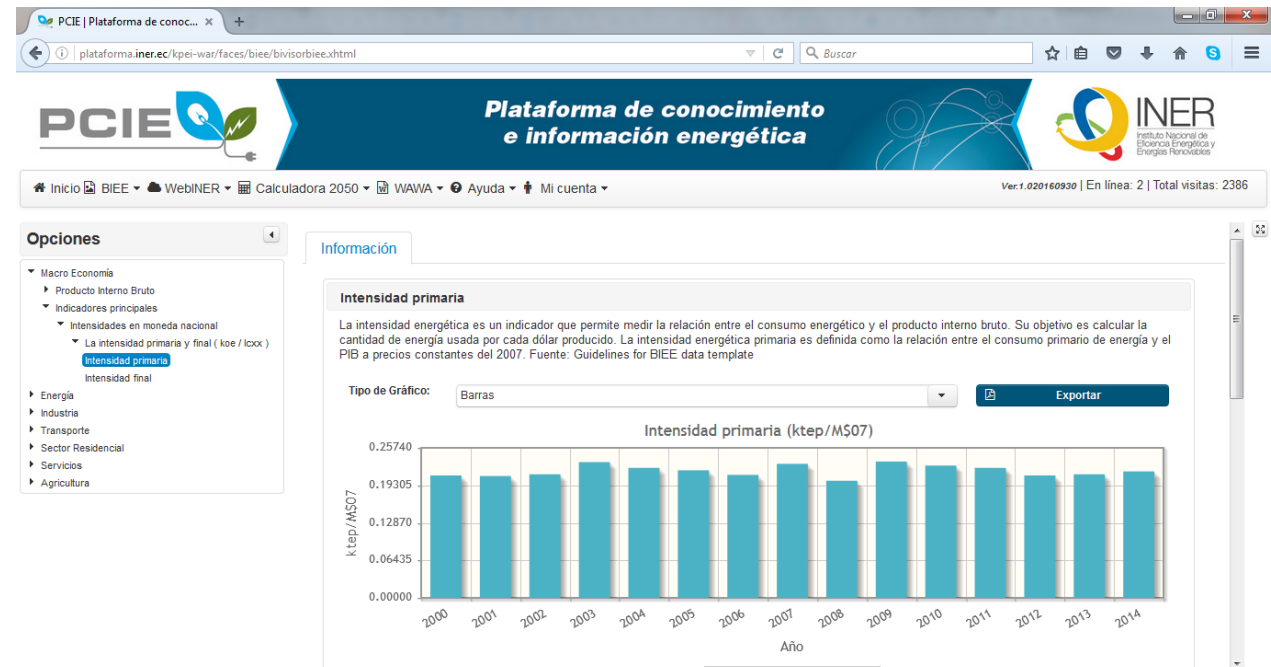 PCIE | Plataforma de conoc... × +
plataforma.iner.ec/kpei-war/faces/biee/bivisorbiee.xhtml
Buscar
PCIE
Plataforma de conocimiento
e información energética
INER
Instituto Nacional de
Eficiencia Energética y
Energías Renovables
Inicio BIEE WebINER Calculadora 2050 WAWA Ayuda Mi cuenta
Ver.1.020160930 | En línea: 2 | Total visitas: 2386
Opciones
Macro Economía
Producto Interno Bruto
Indicadores principales
Intensidades en moneda nacional
La intensidad primaria y final ( koe / lcxx )
Intensidad primaria
Intensidad final
Energía
Industria
Transporte
Sector Residencial
Servicios
Agricultura
Información
Intensidad primaria
La intensidad energética es un indicador que permite medir la relación entre el consumo energético y el producto interno bruto. Su objetivo es calcular la
cantidad de energía usada por cada dólar producido. La intensidad energética primaria es definida como la relación entre el consumo primario de energía y el
PIB a precios constantes del 2007. Fuente: Guidelines for BIEE data template
Tipo de Gráfico:
Barras
Exportar
Intensidad primaria (ktep/M$07)
0.25740
0.19305
0.12870
0.06435
0.00000
ktep/M$07
2000 2001 2002 2003 2004 2005 2006 2007 2008 2009 2010 2011 2012 2013 2014
Año